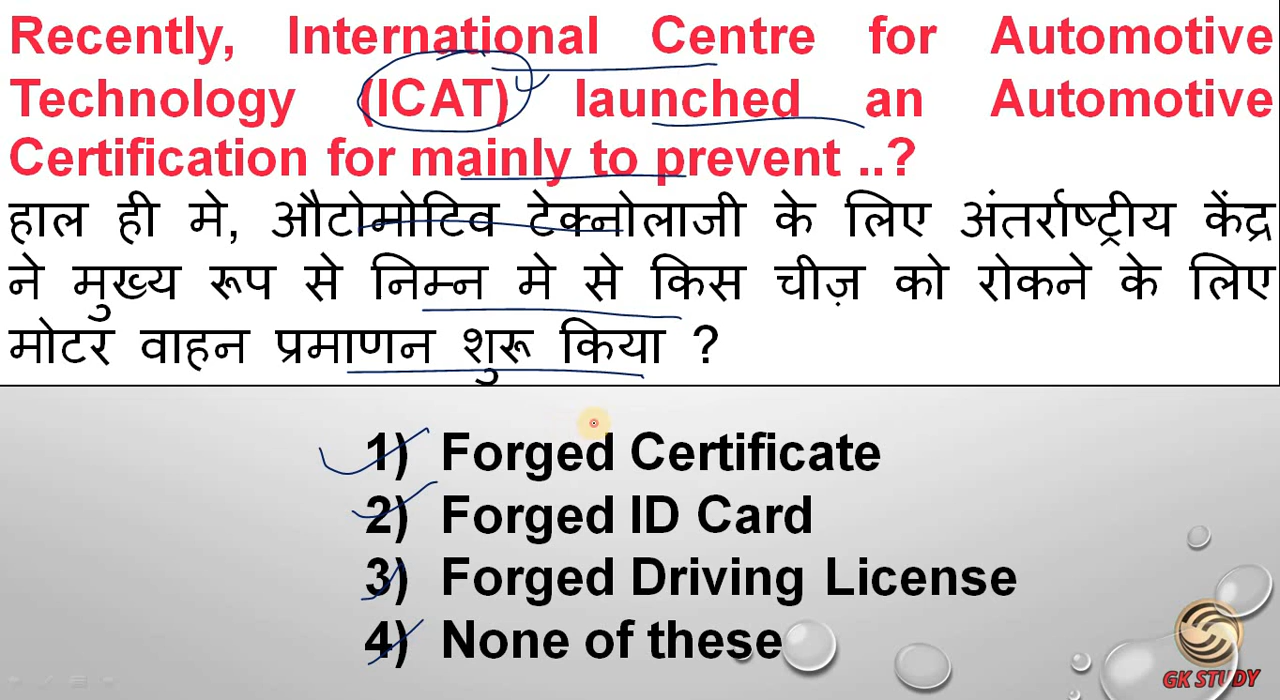 Recently, International Centre for Automotive
Technology (ICAT) launched an Automotive
Certification for mainly to prevent ..?
हाल ही मे, औटोमोटिव टेक्नोलाजी के लिए अंतर्राष्ट्रीय केंद्र
ने मुख्य रूप से निम्न मे से किस चीज़ को रोकने के लिए
मोटर वाहन प्रमाणन शुरू किया ?
1) Forged Certificate
2) Forged ID Card
3) Forged Driving License
4) None of these
GK STUDY